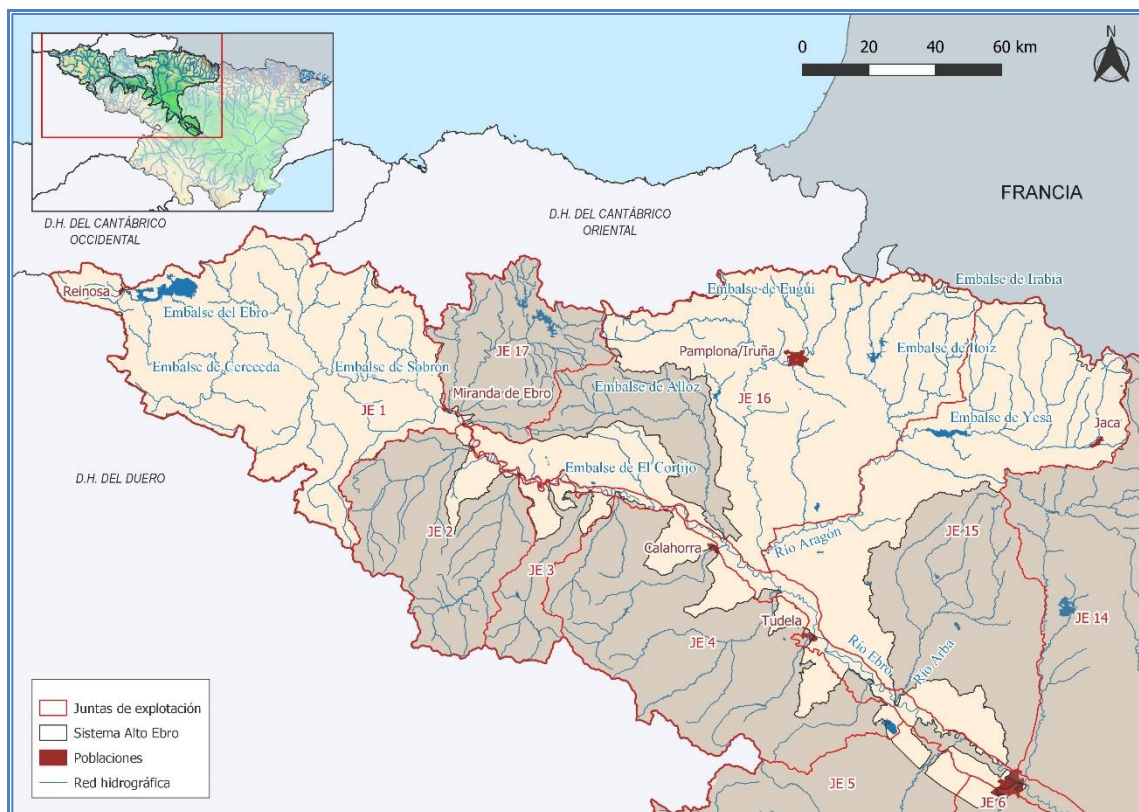 N
0 20 40 60 km
FRANCIA
D.H. DEL CANTÁBRICO
OCCIDENTAL
D.H. DEL CANTÁBRICO
ORIENTAL
Reinosa
Embalse del Ebro
Embalse de Cereceda
Embalse de Sobrón
JE 1
JE 17
Miranda de Ebro
Embalse de Eugui
Embalse de Irabia
Pamplona/Iruña
Embalse de Itoiz
Embalse de Alloz
JE 16
Embalse de Yesa
Jaca
D.H. DEL DUERO
Embalse de El Cortijo
JE 2
JE 3
Calahorra
Río Aragón
JE 15
JE 14
JE 4
Tudela
Río Ebro
Río Arba
JE 5
JE 6
Juntas de explotación
Sistema Alto Ebro
Poblaciones
Red hidrográfica